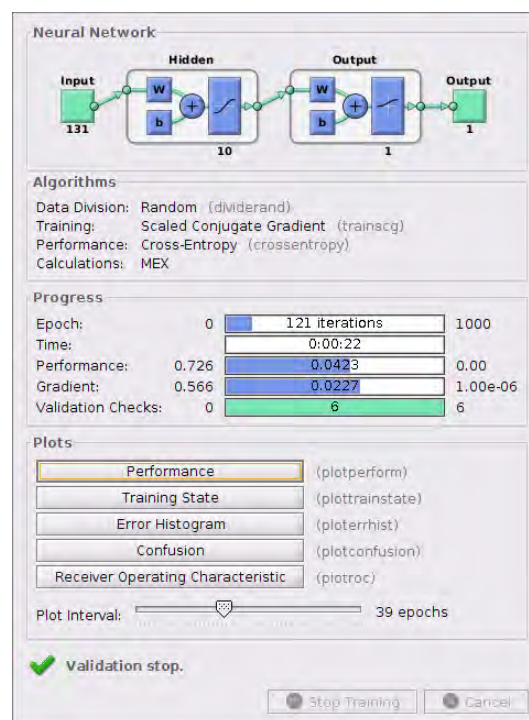 Neural Network
Hidden
Output
Input
Output
W
W
+
+
b
b
131
10
1
1
Algorithms
Data Division: Random (dividerand)
Training: Scaled Conjugate Gradient (trainscg)
Performance: Cross-Entropy (crossentropy)
Calculations: MEX
Progress
Epoch: 0 121 iterations 1000
Time: 0:00:22
Performance: 0.726 0.0423 0.00
Gradient: 0.566 0.0227 1.00e-06
Validation Checks: 0 6 6
Plots
Performance (plotperform)
Training State (plottrainstate)
Error Histogram (ploterrhist)
Confusion (plotconfusion)
Receiver Operating Characteristic (plotroc)
Plot Interval: 39 epochs
Validation stop.
Stop Training Cancel